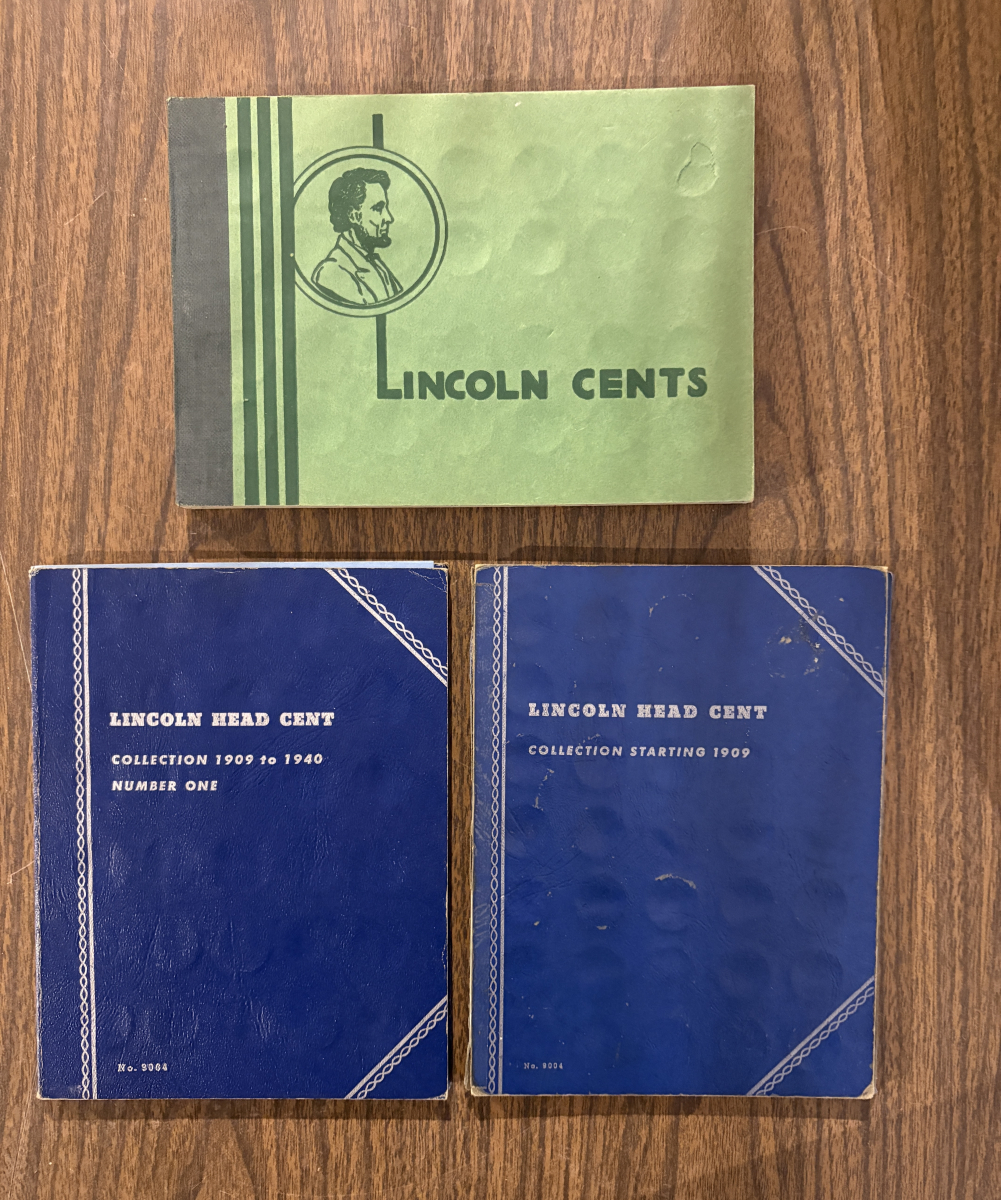 LINCOLN CENTS
LINCOLN HEAD CENT
COLLECTION 1909 to 1940
NUMBER ONE
No. 9004
LINCOLN HEAD CENT
COLLECTION STARTING 1909
No. 9004